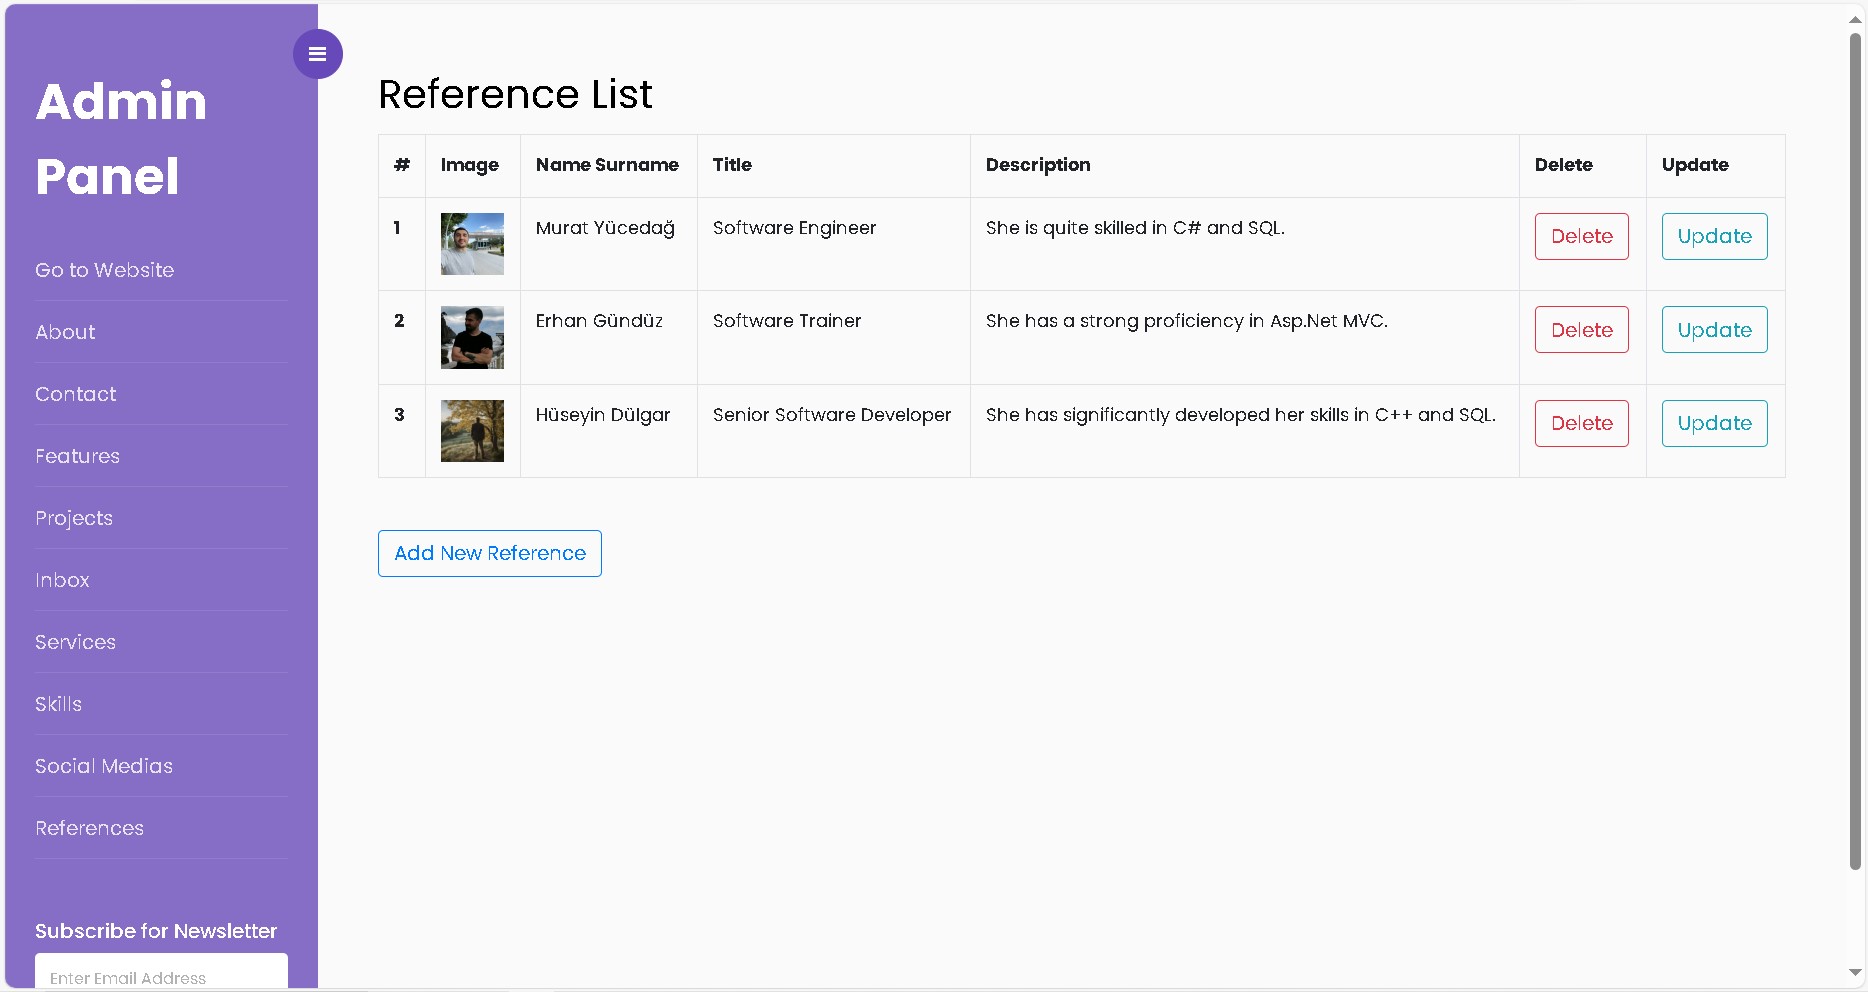 Admin
Panel
Go to Website
About
Contact
Features
Projects
Inbox
Services
Skills
Social Medias
References
Subscribe for Newsletter
Enter Email Address
Reference List
# Image Name Surname Title Description Delete Update
1 Murat Yücedağ Software Engineer She is quite skilled in C# and SQL. Delete Update
2 Erhan Gündüz Software Trainer She has a strong proficiency in Asp.Net MVC. Delete Update
3 Hüseyin Dülgar Senior Software Developer She has significantly developed her skills in C++ and SQL. Delete Update
Add New Reference